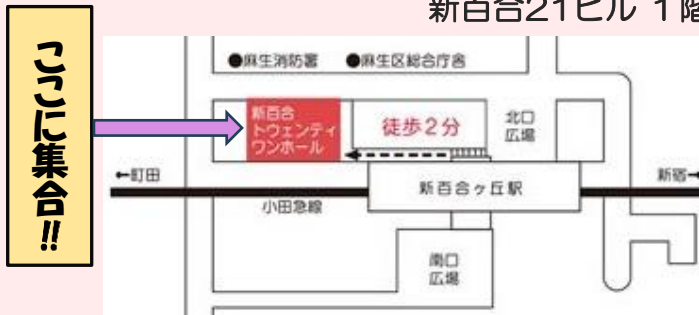 新百合21ビル 1階
ここに集合!!
●麻生消防署 ●麻生区総合庁舎
新百合
トウェンティ
ワンホール
徒歩2分
北口
広場
←町田
新百合ヶ丘駅
新宿→
小田急線
南口
広場